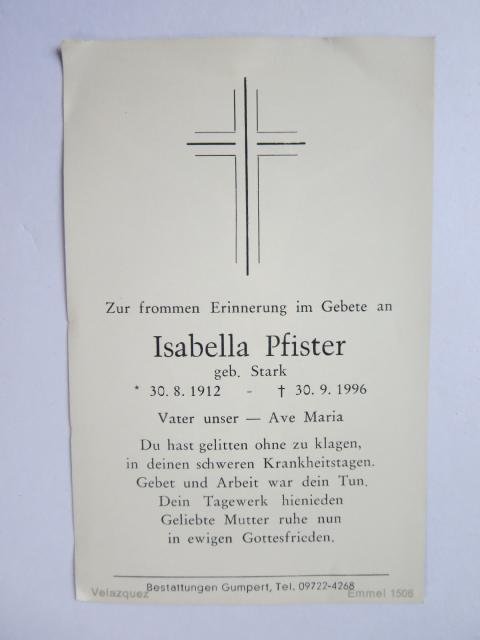 Zur frommen Erinnerung im Gebete an
Isabella Pfister
geb. Stark
* 30. 8. 1912 - † 30. 9. 1996
Vater unser — Ave Maria
Du hast gelitten ohne zu klagen,
in deinen schweren Krankheitstagen.
Gebet und Arbeit war dein Tun.
Dein Tagewerk hienieden
Geliebte Mutter ruhe nun
in ewigen Gottesfrieden.
Bestattungen Gumpert, Tel. 09722-4268
Velazquez
Emmel 1506